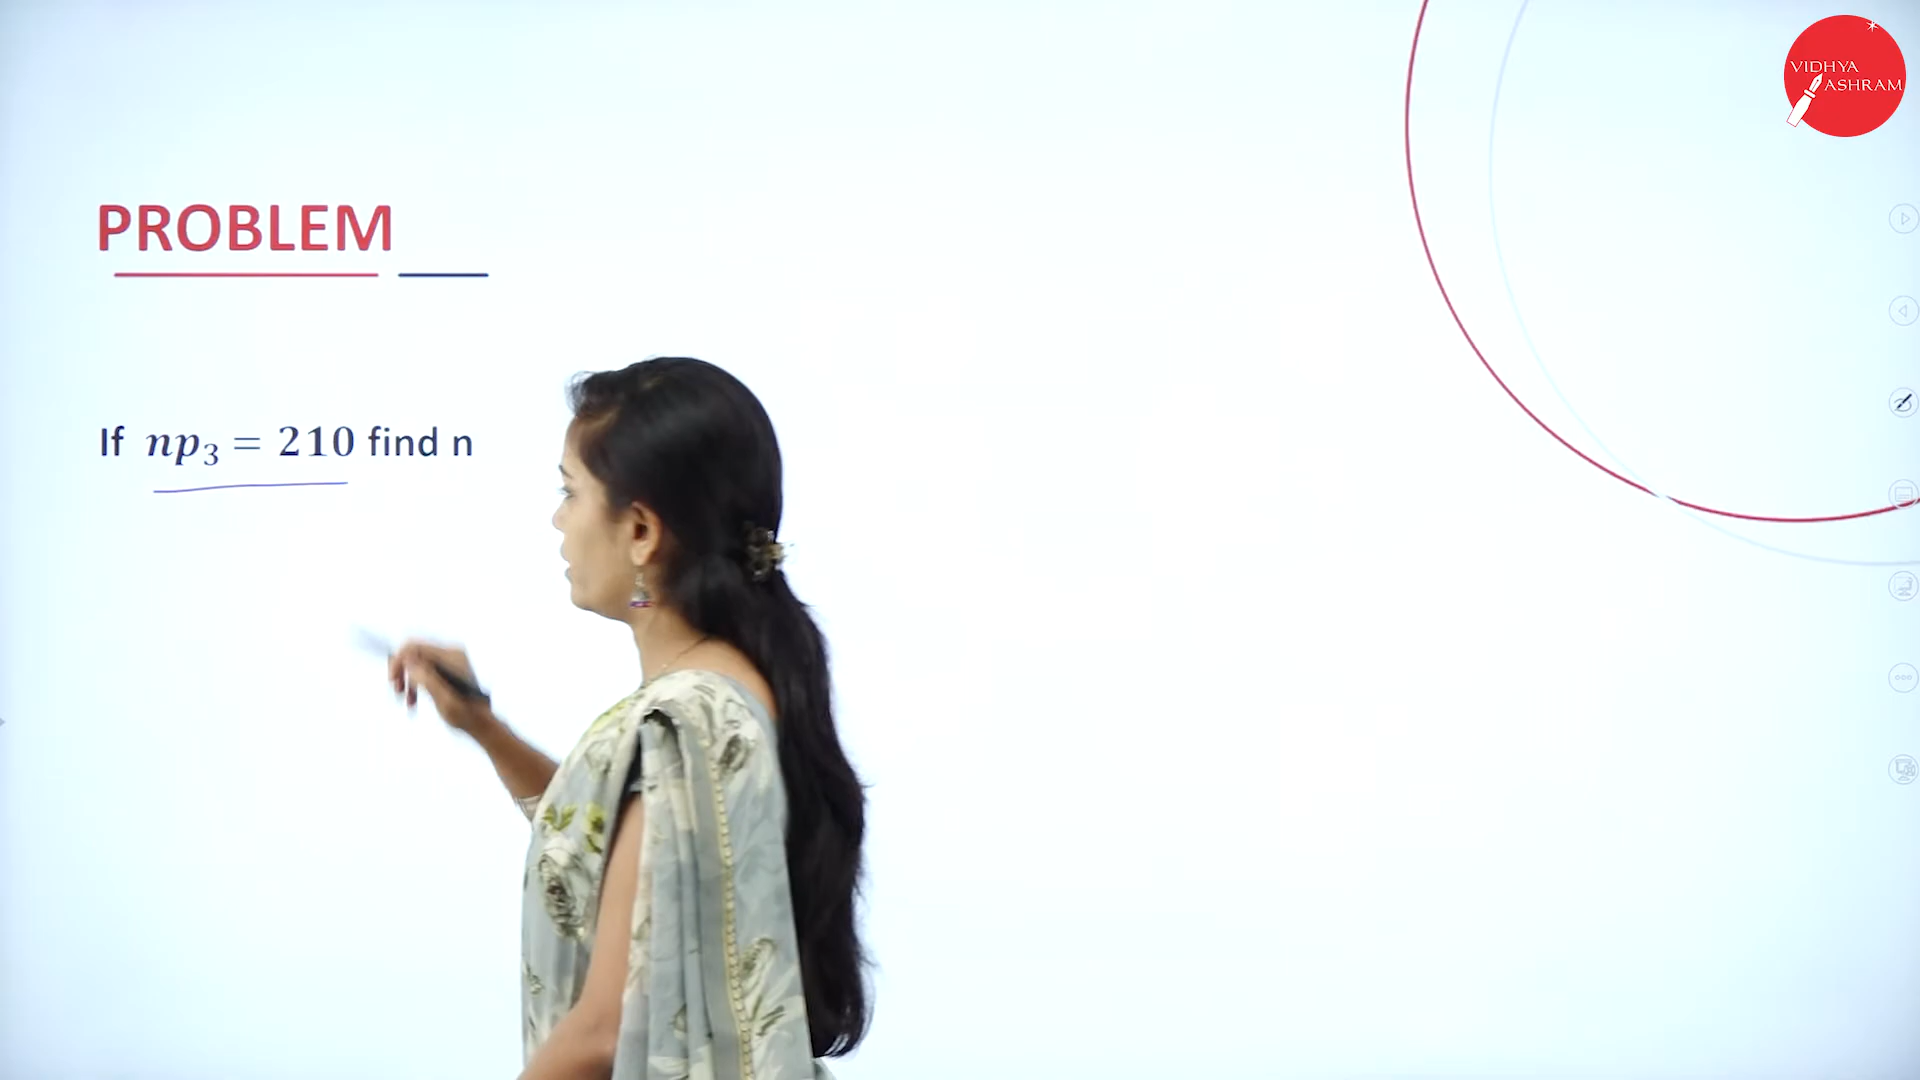 VIDHYA
ASHRAM
PROBLEM
If np₃ = 210 find n